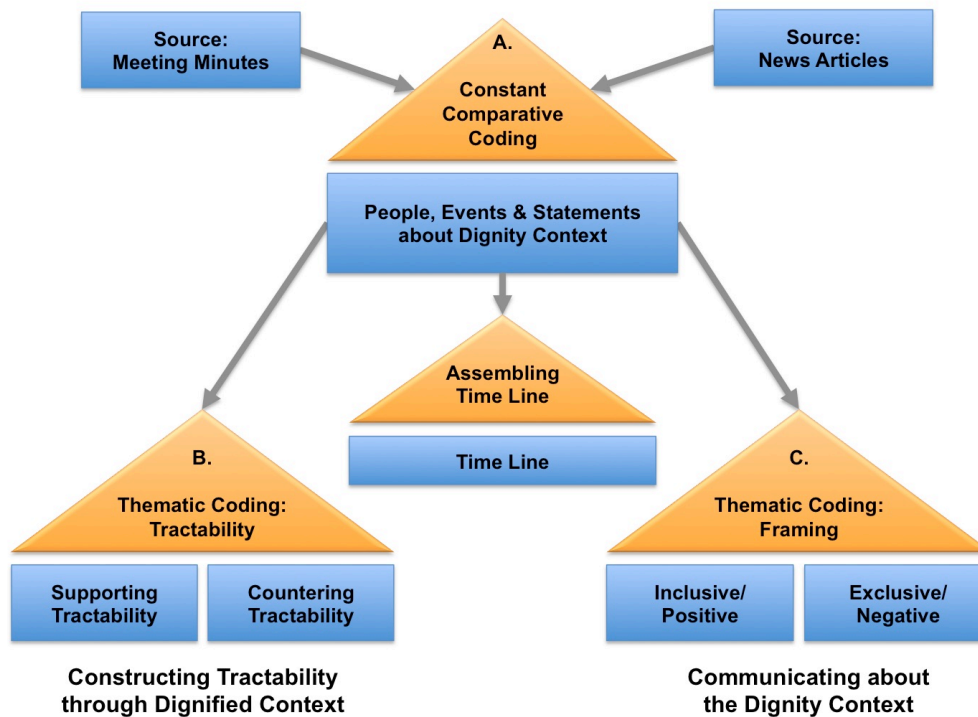 Source:
Meeting Minutes
A.
Constant
Comparative
Coding
Source:
News Articles
People, Events & Statements
about Dignity Context
Assembling
Time Line
Time Line
B.
Thematic Coding:
Tractability
Supporting
Tractability
Countering
Tractability
Constructing Tractability
through Dignified Context
C.
Thematic Coding:
Framing
Inclusive/
Positive
Exclusive/
Negative
Communicating about
the Dignity Context